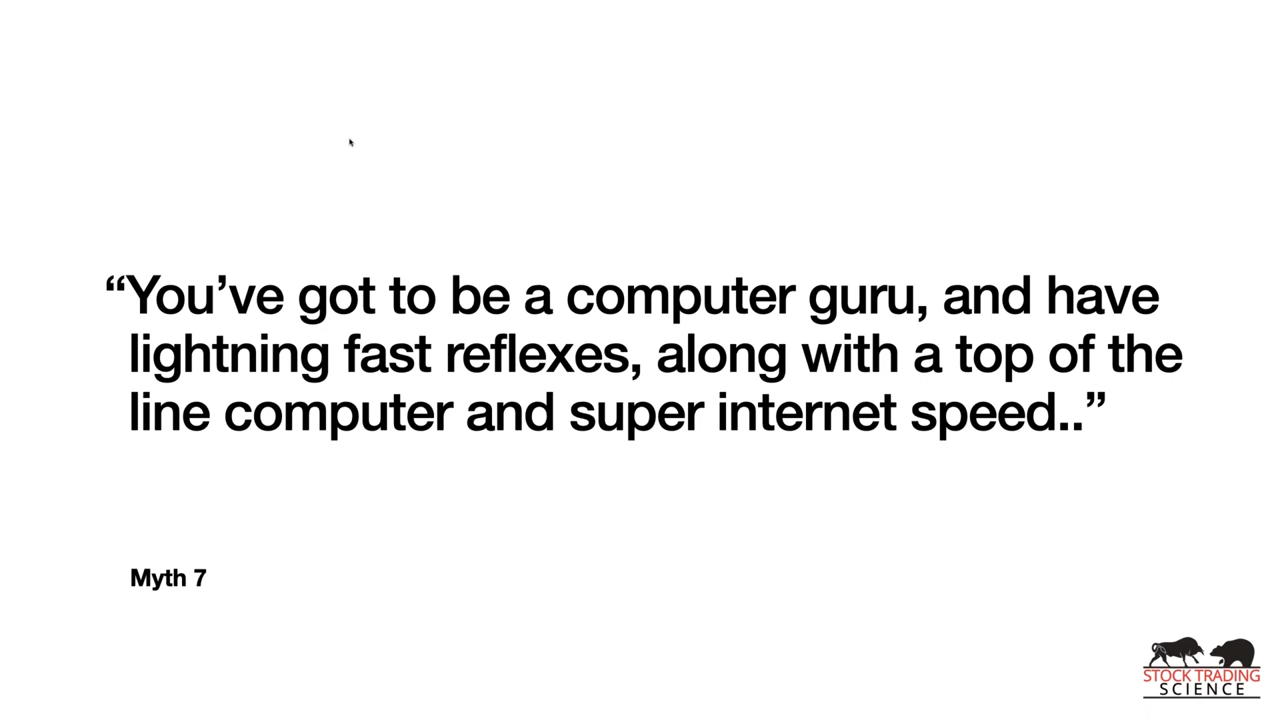 “You’ve got to be a computer guru, and have
lightning fast reflexes, along with a top of the
line computer and super internet speed..”
Myth 7
STOCK TRADING
SCIENCE